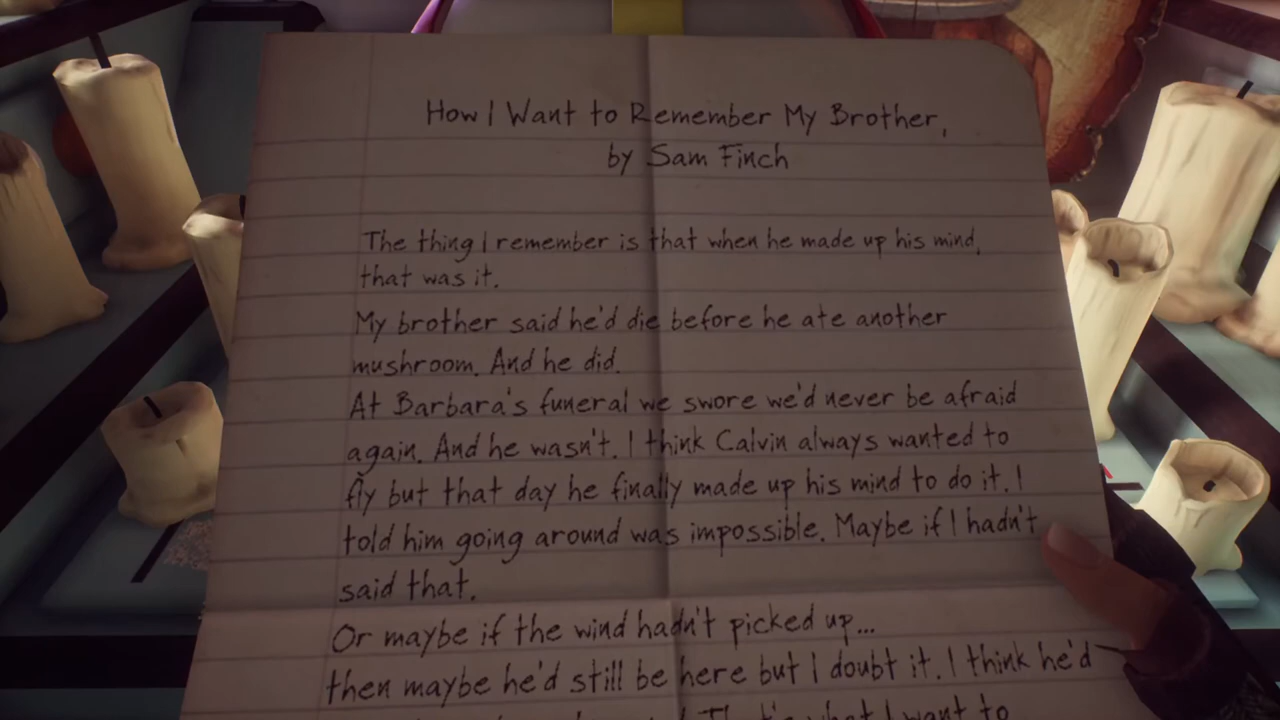 How I Want to Remember My Brother,
by Sam Finch
The thing I remember is that when he made up his mind,
that was it.
My brother said he'd die before he ate another
mushroom. And he did.
At Barbara's funeral we swore we'd never be afraid
again. And he wasn't. I think Calvin always wanted to
fly but that day he finally made up his mind to do it. I
told him going around was impossible. Maybe if I hadn't
said that.
Or maybe if the wind hadn't picked up...
then maybe he'd still be here but I doubt it. I think he'd
That's what I want to